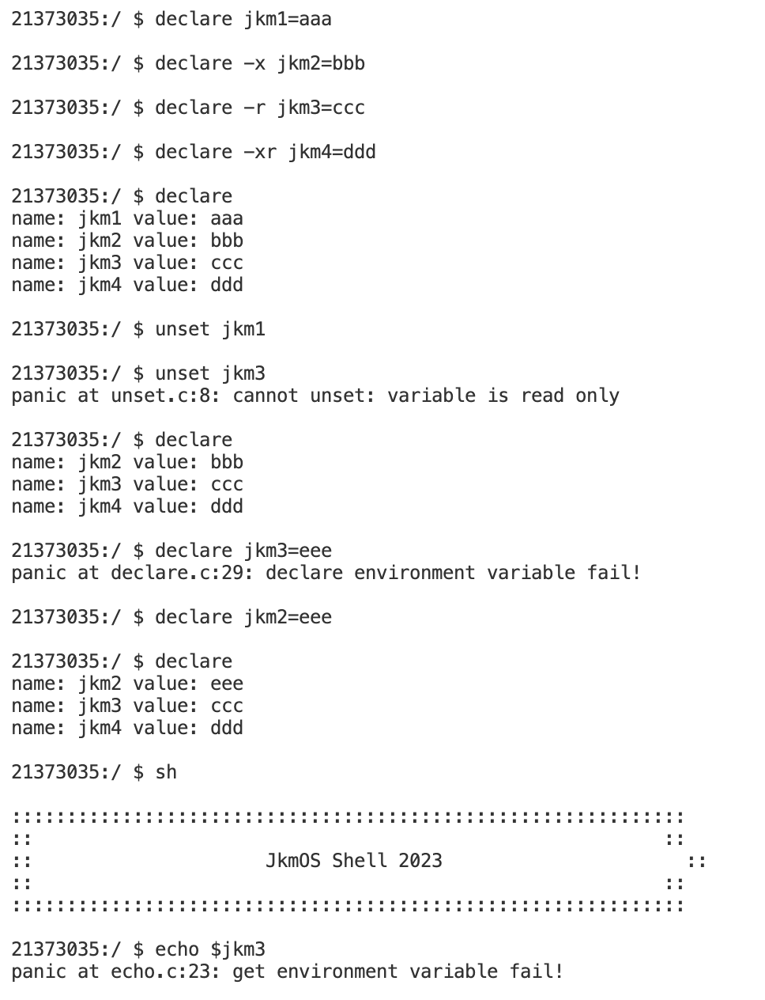 21373035:/ $ declare jkm1=aaa
21373035:/ $ declare -x jkm2=bbb
21373035:/ $ declare -r jkm3=ccc
21373035:/ $ declare -xr jkm4=ddd
21373035:/ $ declare
name: jkm1 value: aaa
name: jkm2 value: bbb
name: jkm3 value: ccc
name: jkm4 value: ddd
21373035:/ $ unset jkm1
21373035:/ $ unset jkm3
panic at unset.c:8: cannot unset: variable is read only
21373035:/ $ declare
name: jkm2 value: bbb
name: jkm3 value: ccc
name: jkm4 value: ddd
21373035:/ $ declare jkm3=eee
panic at declare.c:29: declare environment variable fail!
21373035:/ $ declare jkm2=eee
21373035:/ $ declare
name: jkm2 value: eee
name: jkm3 value: ccc
name: jkm4 value: ddd
21373035:/ $ sh
:::::::::::::::::::::::::::::::::::::::::::::::::::::::::::::
::                                                         ::
::                     JkmOS Shell 2023                      ::
::                                                         ::
:::::::::::::::::::::::::::::::::::::::::::::::::::::::::::::
21373035:/ $ echo $jkm3
panic at echo.c:23: get environment variable fail!